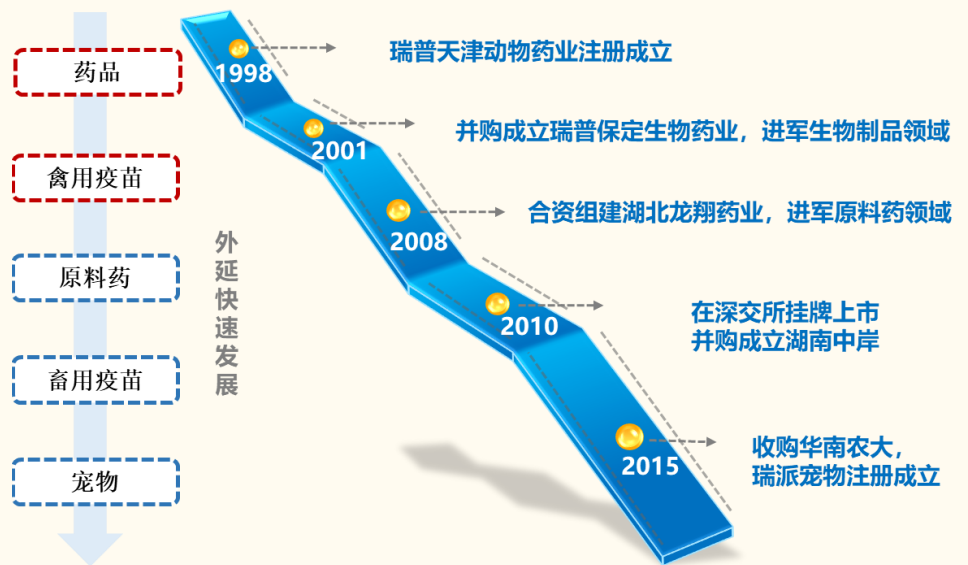 药品
禽用疫苗
原料药
畜用疫苗
宠物
外延快速发展
1998
瑞普天津动物药业注册成立
2001
并购成立瑞普保定生物药业，进军生物制品领域
2008
合资组建湖北龙翔药业，进军原料药领域
2010
在深交所挂牌上市
并购成立湖南中岸
2015
收购华南农大，
瑞派宠物注册成立